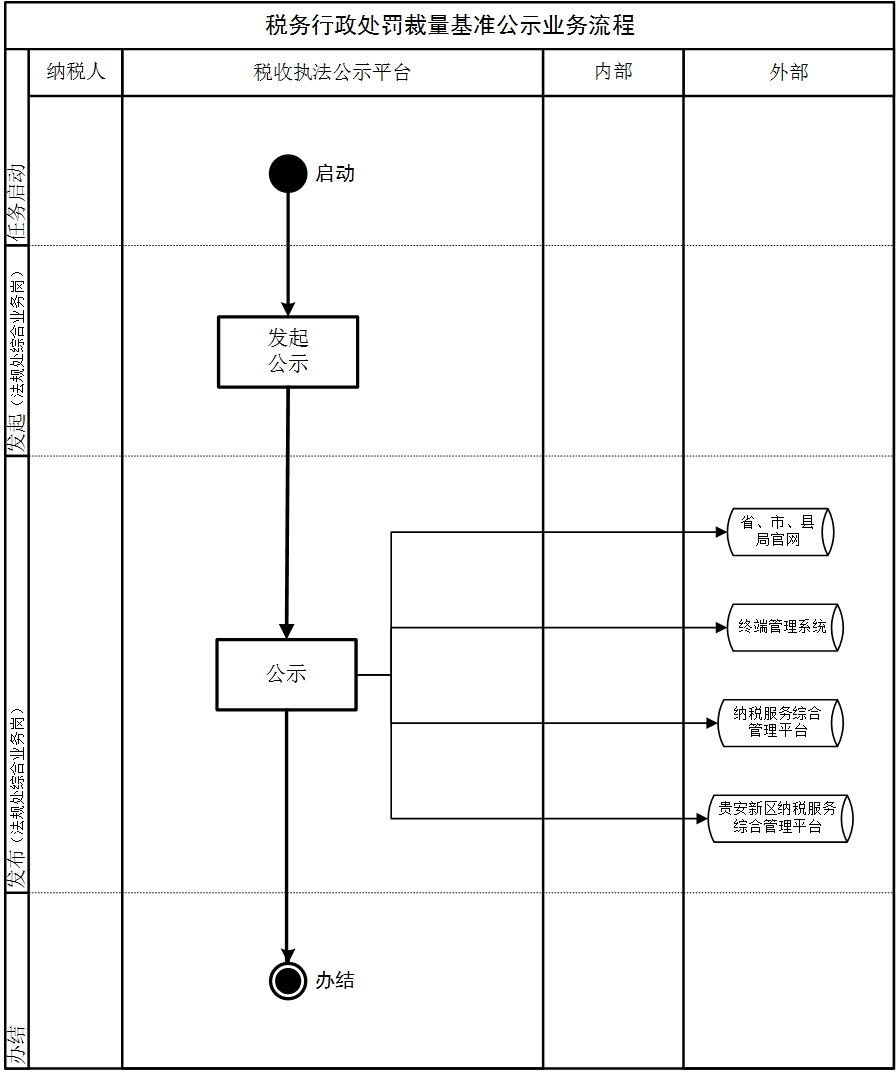 税务行政处罚裁量基准公示业务流程
纳税人
税收执法公示平台
内部
外部
任务启动
启动
发起（法规处综合业务岗）
发起
公示
发布（法规处综合业务岗）
公示
省、市、县
局官网
终端管理系统
纳税服务综合
管理平台
贵安新区纳税服务
综合管理平台
办结
办结